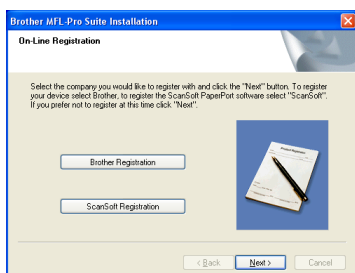 Brother MFL-Pro Suite Installation
On-Line Registration
Select the company you would like to register with and click the "Next" button. To register
your device select Brother, to register the ScanSoft PaperPort software select "ScanSoft".
If you prefer not to register at this time click "Next".
Brother Registration
ScanSoft Registration
< Back
Next >
Cancel